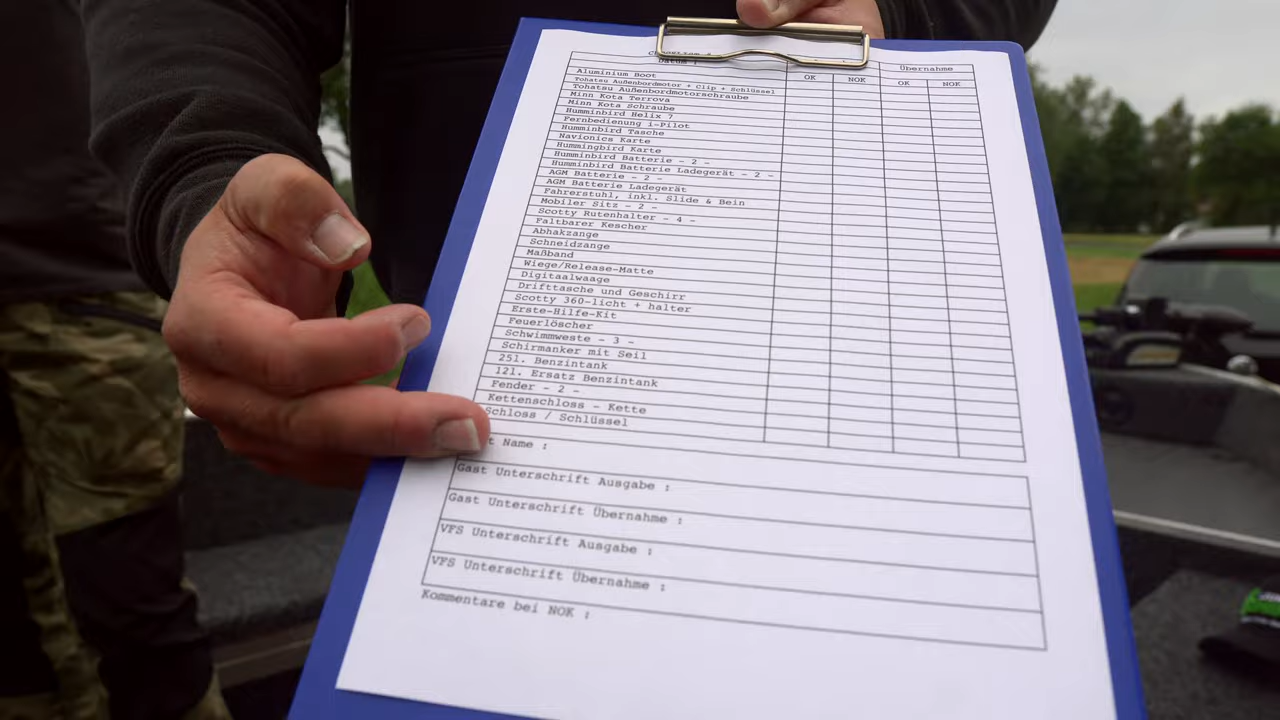 Datum :
Übernahme
OK NOK OK NOK
Aluminium Boot
Tohatsu Außenbordmotor + Clip + Schlüssel
Tohatsu Außenbordmotorschraube
Minn Kota Terrova
Minn Kota Schraube
Humminbird Helix 7
Fernbedienung i-Pilot
Humminbird Tasche
Navionics Karte
Hummingbird Karte
Humminbird Batterie - 2 -
Humminbird Batterie Ladegerät - 2 -
AGM Batterie - 2 -
AGM Batterie Ladegerät
Fahrerstuhl, inkl. Slide & Bein
Mobiler Sitz - 2 -
Scotty Rutenhalter - 4 -
Faltbarer Kescher
Abhakzange
Schneidzange
Maßband
Wiege/Release-Matte
Digitaalwaage
Drifttasche und Geschirr
Scotty 360-licht + halter
Erste-Hilfe-Kit
Feuerlöscher
Schwimmweste - 3 -
Schirmanker mit Seil
25l. Benzintank
12l. Ersatz Benzintank
Fender - 2 -
Kettenschloss - Kette
Schloss / Schlüssel
t Name :
Gast Unterschrift Ausgabe :
Gast Unterschrift Übernahme :
VFS Unterschrift Ausgabe :
VFS Unterschrift Übernahme :
Kommentare bei NOK :